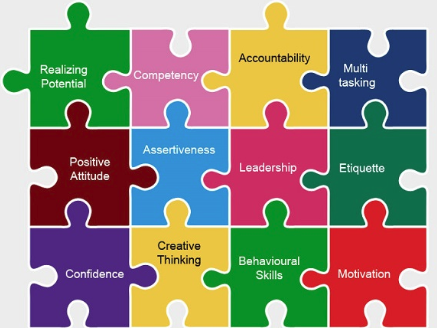 Realizing
Potential
Competency
Accountability
Multi
tasking
Positive
Attitude
Assertiveness
Leadership
Etiquette
Confidence
Creative
Thinking
Behavioural
Skills
Motivation